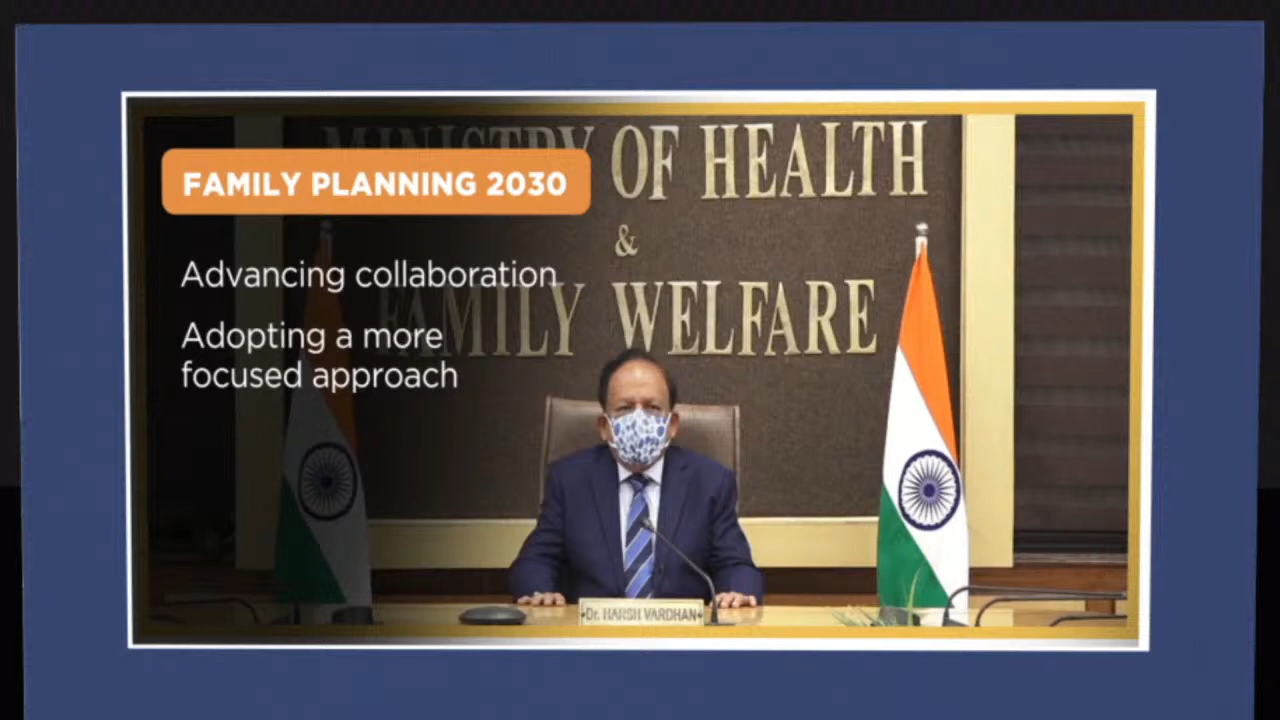 MINISTRY OF HEALTH
FAMILY PLANNING 2030
&
Advancing collaboration
FAMILY WELFARE
Adopting a more
focused approach
Dr. HARSH VARDHAN